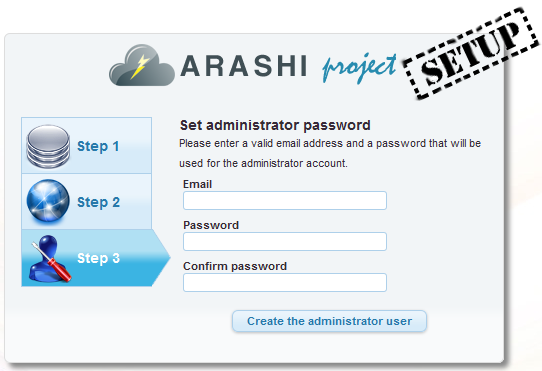 ARASHI project
SETUP
Step 1
Step 2
Step 3
Set administrator password
Please enter a valid email address and a password that will be
used for the administrator account.
Email
Password
Confirm password
Create the administrator user